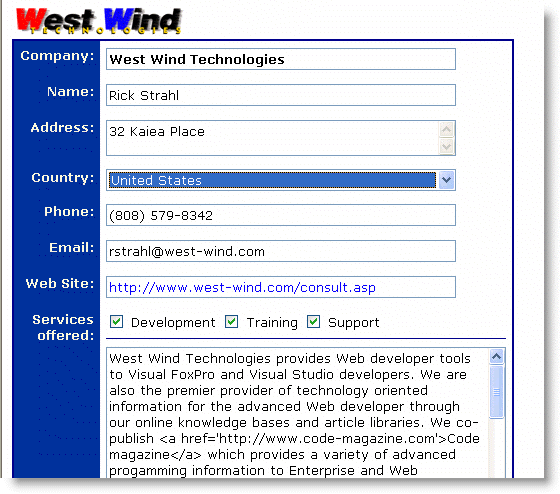 West Wind
TECHNOLOGIES
Company: West Wind Technologies
Name: Rick Strahl
Address: 32 Kaiea Place
Country: United States
Phone: (808) 579-8342
Email: rstrahl@west-wind.com
Web Site: http://www.west-wind.com/consult.asp
Services offered: Development Training Support
West Wind Technologies provides Web developer tools
to Visual FoxPro and Visual Studio developers. We are
also the premier provider of technology oriented
information for the advanced Web developer through
our online knowledge bases and article libraries. We co-
publish <a href='http://www.code-magazine.com'>Code
magazine</a> which provides a variety of advanced
progamming information to Enterprise and Web